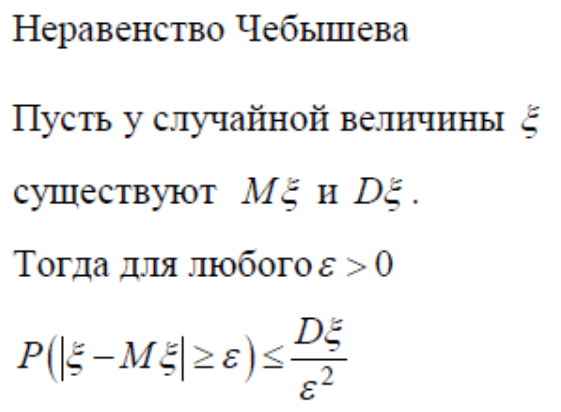 Неравенство Чебышева
Пусть у случайной величины ξ
существуют Mξ и Dξ.
Тогда для любого ε > 0
P(|ξ − Mξ| ≥ ε) ≤ Dξ/ε²